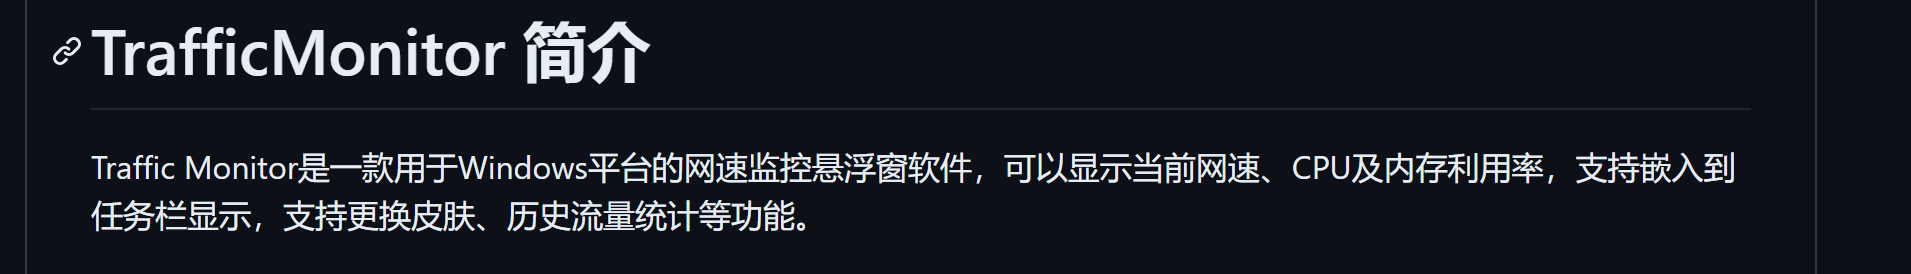 TrafficMonitor 简介
Traffic Monitor是一款用于Windows平台的网速监控悬浮窗软件，可以显示当前网速、CPU及内存利用率，支持嵌入到
任务栏显示，支持更换皮肤、历史流量统计等功能。